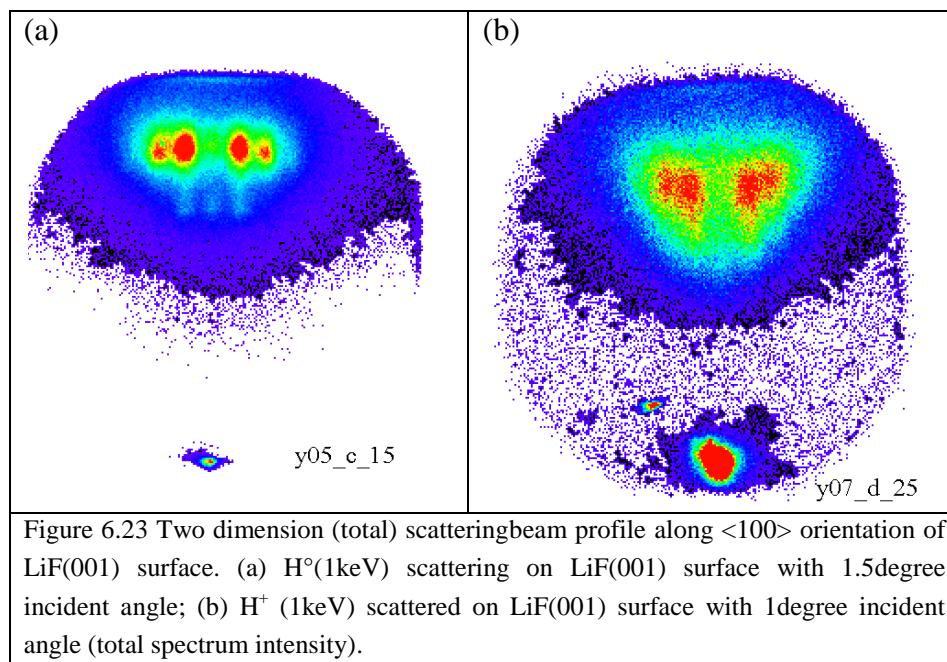 (a)
(b)
y05_c_15
y07_d_25
Figure 6.23 Two dimension (total) scatteringbeam profile along <100> orientation of
LiF(001) surface. (a) H°(1keV) scattering on LiF(001) surface with 1.5degree
incident angle; (b) H⁺ (1keV) scattered on LiF(001) surface with 1degree incident
angle (total spectrum intensity).